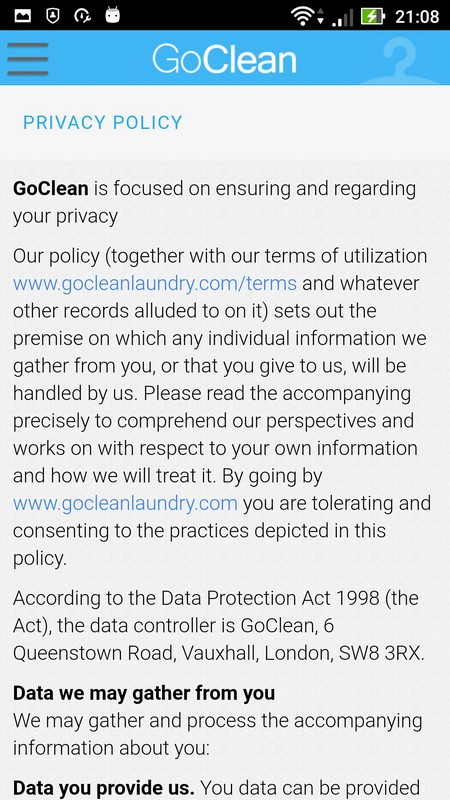 21:08
GoClean
PRIVACY POLICY
GoClean is focused on ensuring and regarding
your privacy
Our policy (together with our terms of utilization
www.gocleanlaundry.com/terms and whatever
other records alluded to on it) sets out the
premise on which any individual information we
gather from you, or that you give to us, will be
handled by us. Please read the accompanying
precisely to comprehend our perspectives and
works on with respect to your own information
and how we will treat it. By going by
www.gocleanlaundry.com you are tolerating and
consenting to the practices depicted in this
policy.
According to the Data Protection Act 1998 (the
Act), the data controller is GoClean, 6
Queenstown Road, Vauxhall, London, SW8 3RX.
Data we may gather from you
We may gather and process the accompanying
information about you:
Data you provide us. You data can be provided